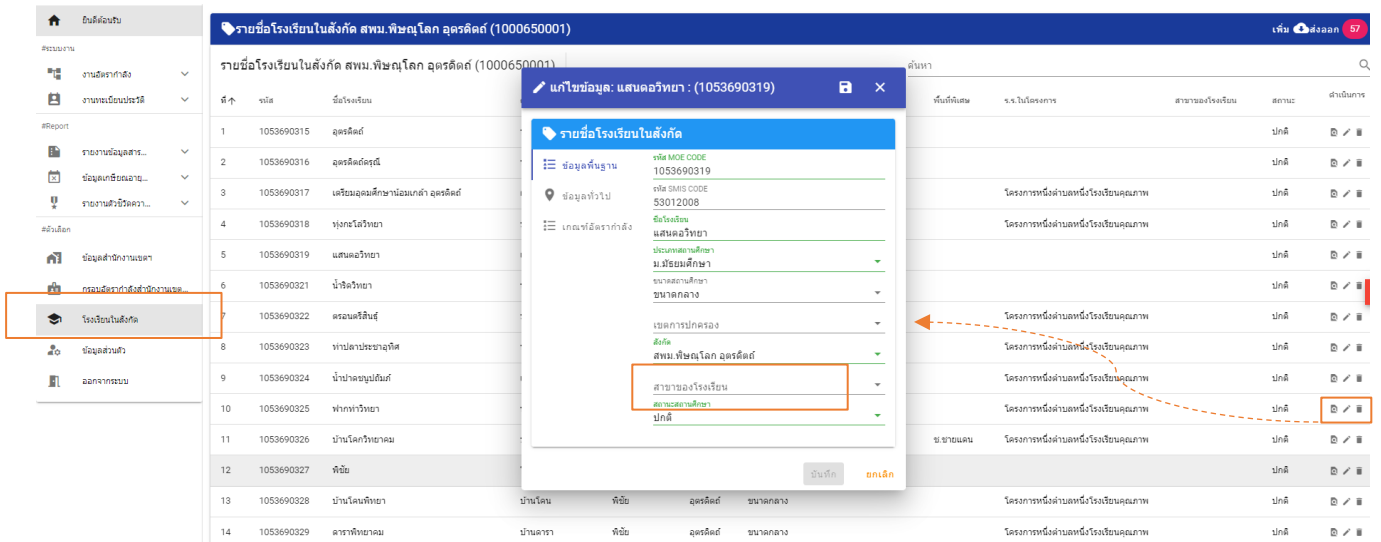 ยินดีต้อนรับ
#ระบบงาน
งานอัตรากำลัง
งานทะเบียนประวัติ
#Report
รายงานข้อมูลสาร...
ข้อมูลเกษียณอายุ...
รายงานตัวชี้วัดควา...
#ตัวเลือก
ข้อมูลสำนักงานเขตฯ
กรอบอัตรากำลังสำนักงานเขต...
โรงเรียนในสังกัด
ข้อมูลส่วนตัว
ออกจากระบบ
รายชื่อโรงเรียนในสังกัด สพม.พิษณุโลก อุตรดิตถ์ (1000650001)
เพิ่ม ส่งออก 57
รายชื่อโรงเรียนในสังกัด สพม.พิษณุโลก อุตรดิตถ์ (1000650001)
ค้นหา
ที่ รหัส ชื่อโรงเรียน พื้นที่พิเศษ ร.ร.ในโครงการ สาขาของโรงเรียน สถานะ ดำเนินการ
1 1053690315 อุตรดิตถ์ ปกติ
2 1053690316 อุตรดิตถ์ดรุณี ปกติ
3 1053690317 เตรียมอุดมศึกษาน้อมเกล้า อุตรดิตถ์ โครงการหนึ่งตำบลหนึ่งโรงเรียนคุณภาพ ปกติ
4 1053690318 ทุ่งกะโล่วิทยา โครงการหนึ่งตำบลหนึ่งโรงเรียนคุณภาพ ปกติ
5 1053690319 แสนตอวิทยา ปกติ
6 1053690321 น้ำริดวิทยา ปกติ
7 1053690322 ตรอนตรีสินธุ์ โครงการหนึ่งตำบลหนึ่งโรงเรียนคุณภาพ ปกติ
8 1053690323 ท่าปลาประชาอุทิศ โครงการหนึ่งตำบลหนึ่งโรงเรียนคุณภาพ ปกติ
9 1053690324 น้ำปาดชนูปถัมภ์ โครงการหนึ่งตำบลหนึ่งโรงเรียนคุณภาพ ปกติ
10 1053690325 ฟากท่าวิทยา โครงการหนึ่งตำบลหนึ่งโรงเรียนคุณภาพ ปกติ
11 1053690326 บ้านโคกวิทยาคม ช.ชายแดน โครงการหนึ่งตำบลหนึ่งโรงเรียนคุณภาพ ปกติ
12 1053690327 พิชัย ปกติ
13 1053690328 บ้านโคนพิทยา บ้านโคน พิชัย อุตรดิตถ์ ขนาดกลาง โครงการหนึ่งตำบลหนึ่งโรงเรียนคุณภาพ ปกติ
14 1053690329 ดาราพิทยาคม บ้านดารา พิชัย อุตรดิตถ์ ขนาดกลาง โครงการหนึ่งตำบลหนึ่งโรงเรียนคุณภาพ ปกติ
แก้ไขข้อมูล: แสนตอวิทยา : (1053690319)
รายชื่อโรงเรียนในสังกัด
ข้อมูลพื้นฐาน
ข้อมูลทั่วไป
เกณฑ์อัตรากำลัง
รหัส MOE CODE
1053690319
รหัส SMIS CODE
53012008
ชื่อโรงเรียน
แสนตอวิทยา
ประเภทสถานศึกษา
ม.มัธยมศึกษา
ขนาดสถานศึกษา
ขนาดกลาง
เขตการปกครอง
สังกัด
สพม.พิษณุโลก อุตรดิตถ์
สาขาของโรงเรียน
สถานะสถานศึกษา
ปกติ
บันทึก ยกเลิก